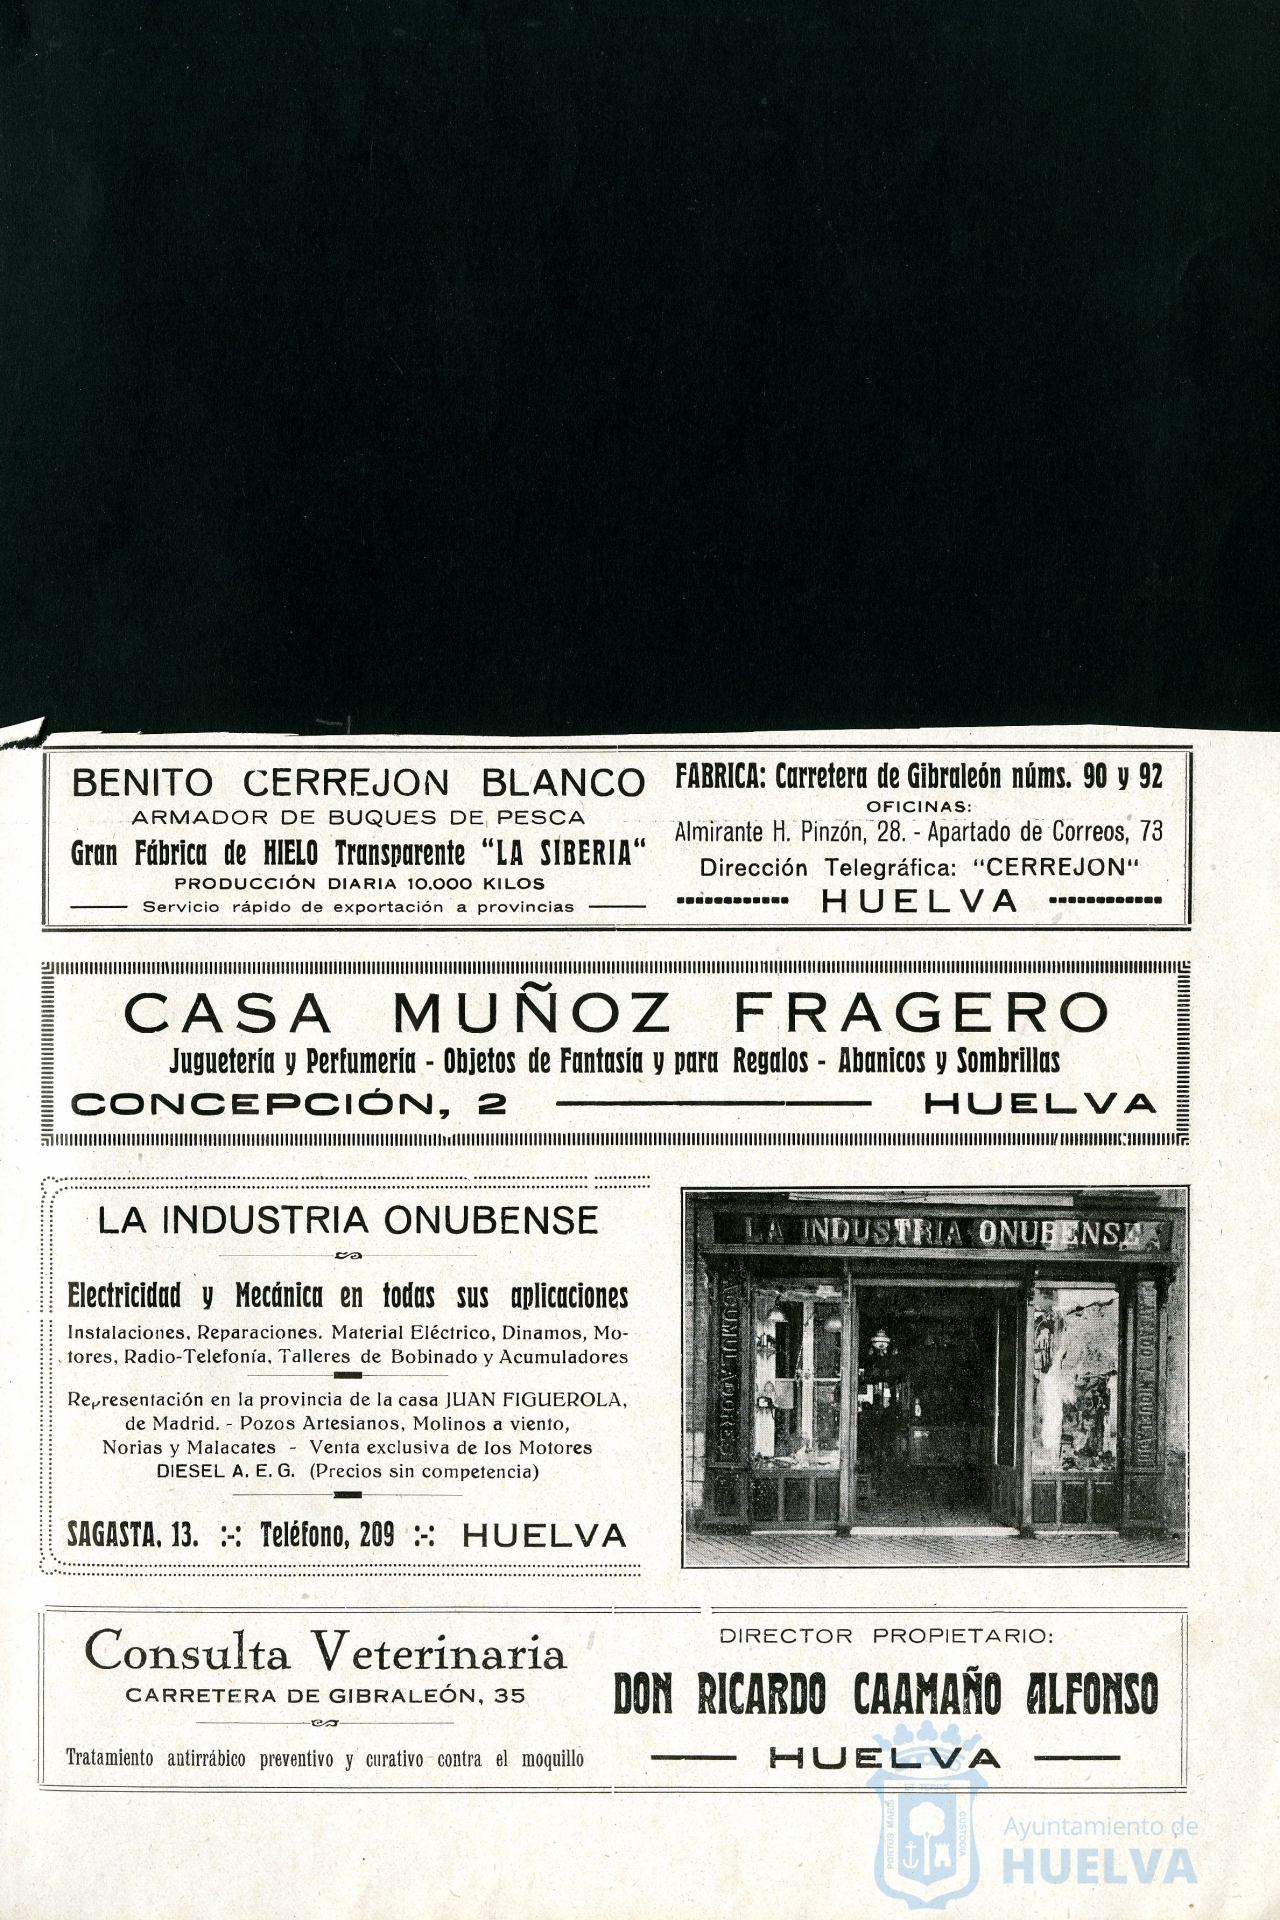 BENITO CERREJON BLANCO
ARMADOR DE BUQUES DE PESCA
Gran Fábrica de HIELO Transparente "LA SIBERIA"
PRODUCCIÓN DIARIA 10.000 KILOS
Servicio rápido de exportación a provincias
FABRICA: Carretera de Gibraleón núms. 90 y 92
OFICINAS:
Almirante H. Pinzón, 28. - Apartado de Correos, 73
Dirección Telegráfica: "CERREJON"
HUELVA
CASA MUÑOZ FRAGERO
Juguetería y Perfumería - Objetos de Fantasía y para Regalos - Abanicos y Sombrillas
CONCEPCIÓN, 2 HUELVA
LA INDUSTRIA ONUBENSE
Electricidad y Mecánica en todas sus aplicaciones
Instalaciones, Reparaciones. Material Eléctrico, Dinamos, Mo-
tores, Radio-Telefonía, Talleres de Bobinado y Acumuladores
Representación en la provincia de la casa JUAN FIGUEROLA,
de Madrid. - Pozos Artesianos, Molinos a viento,
Norias y Malacates - Venta exclusiva de los Motores
DIESEL A. E. G. (Precios sin competencia)
SAGASTA, 13. :-: Teléfono, 209 :-: HUELVA
LA INDUSTRIA ONUBENSE
ACUMULADORES
Consulta Veterinaria
CARRETERA DE GIBRALEÓN, 35
Tratamiento antirrábico preventivo y curativo contra el moquillo
DIRECTOR PROPIETARIO:
DON RICARDO CAAMAÑO ALFONSO
HUELVA
PORTUS MARIS
ET TERRA
CUSTODIA
Ayuntamiento de
HUELVA